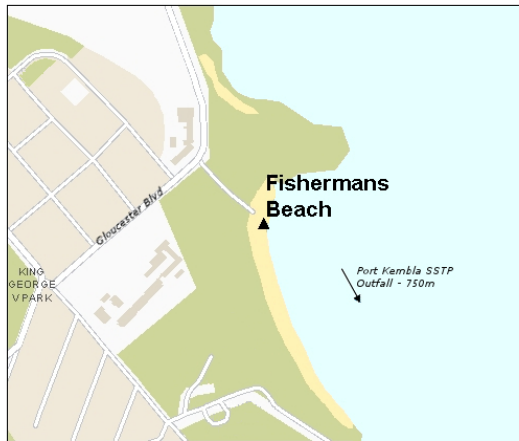 Fishermans
Beach
Gloucester Blvd
KING
GEORGE
V PARK
Port Kembla SSTP
Outfall - 750m